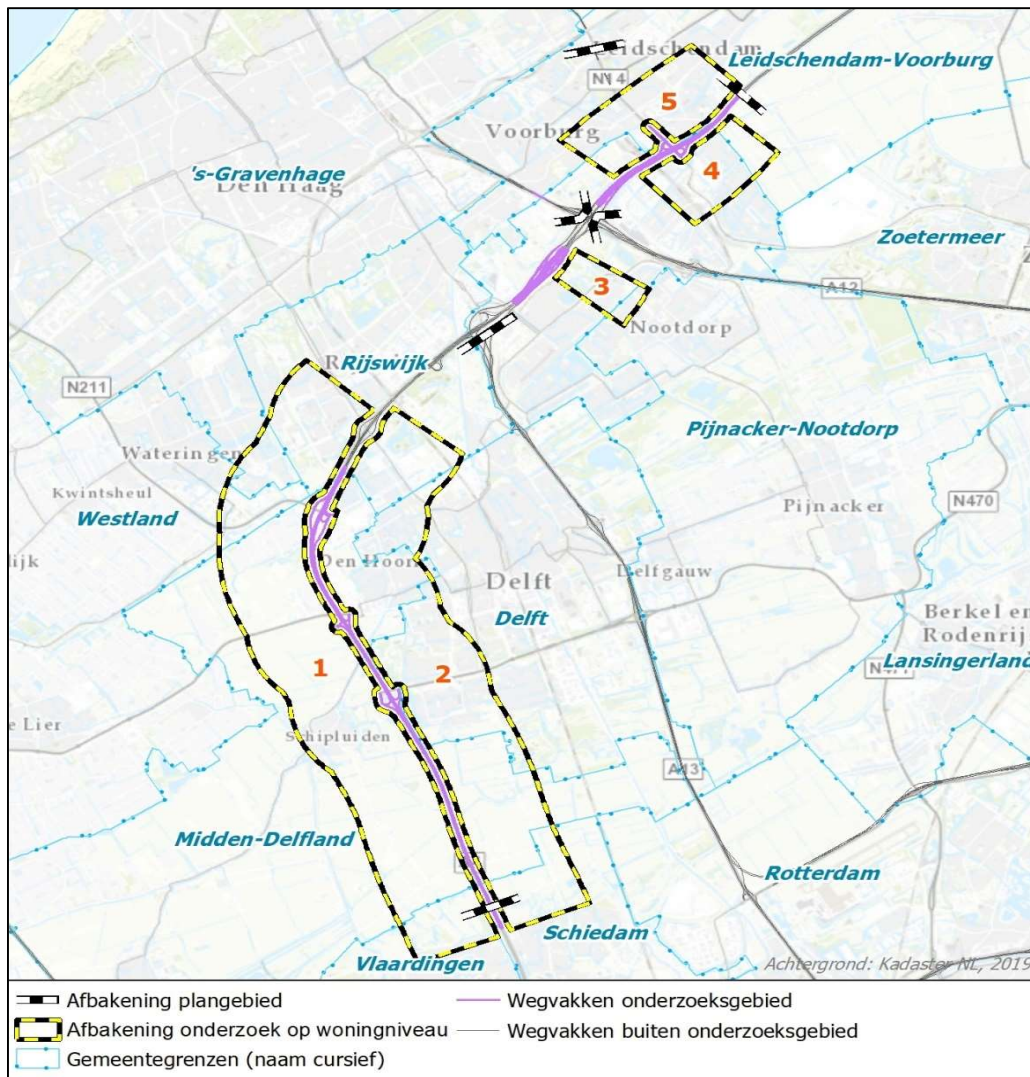 Leidschendam
N14
Leidschendam-Voorburg
5
Voorburg
4
's-Gravenhage
Den Haag
Zoetermeer
3
A12
Nootdorp
Rijswijk
N211
Pijnacker-Nootdorp
Wateringen
Kwintsheul
Westland
Pijnacker
N470
Den Hoorn
Delft
Delfgauw
Delft
Berkel en
Rodenrij
Lansingerland
1
2
e Lier
Schipluiden
A13
Midden-Delfland
Rotterdam
Schiedam
Vlaardingen
Achtergrond: Kadaster NL, 2019
Afbakening plangebied
Wegvakken onderzoeksgebied
Afbakening onderzoek op woningniveau
Wegvakken buiten onderzoeksgebied
Gemeentegrenzen (naam cursief)